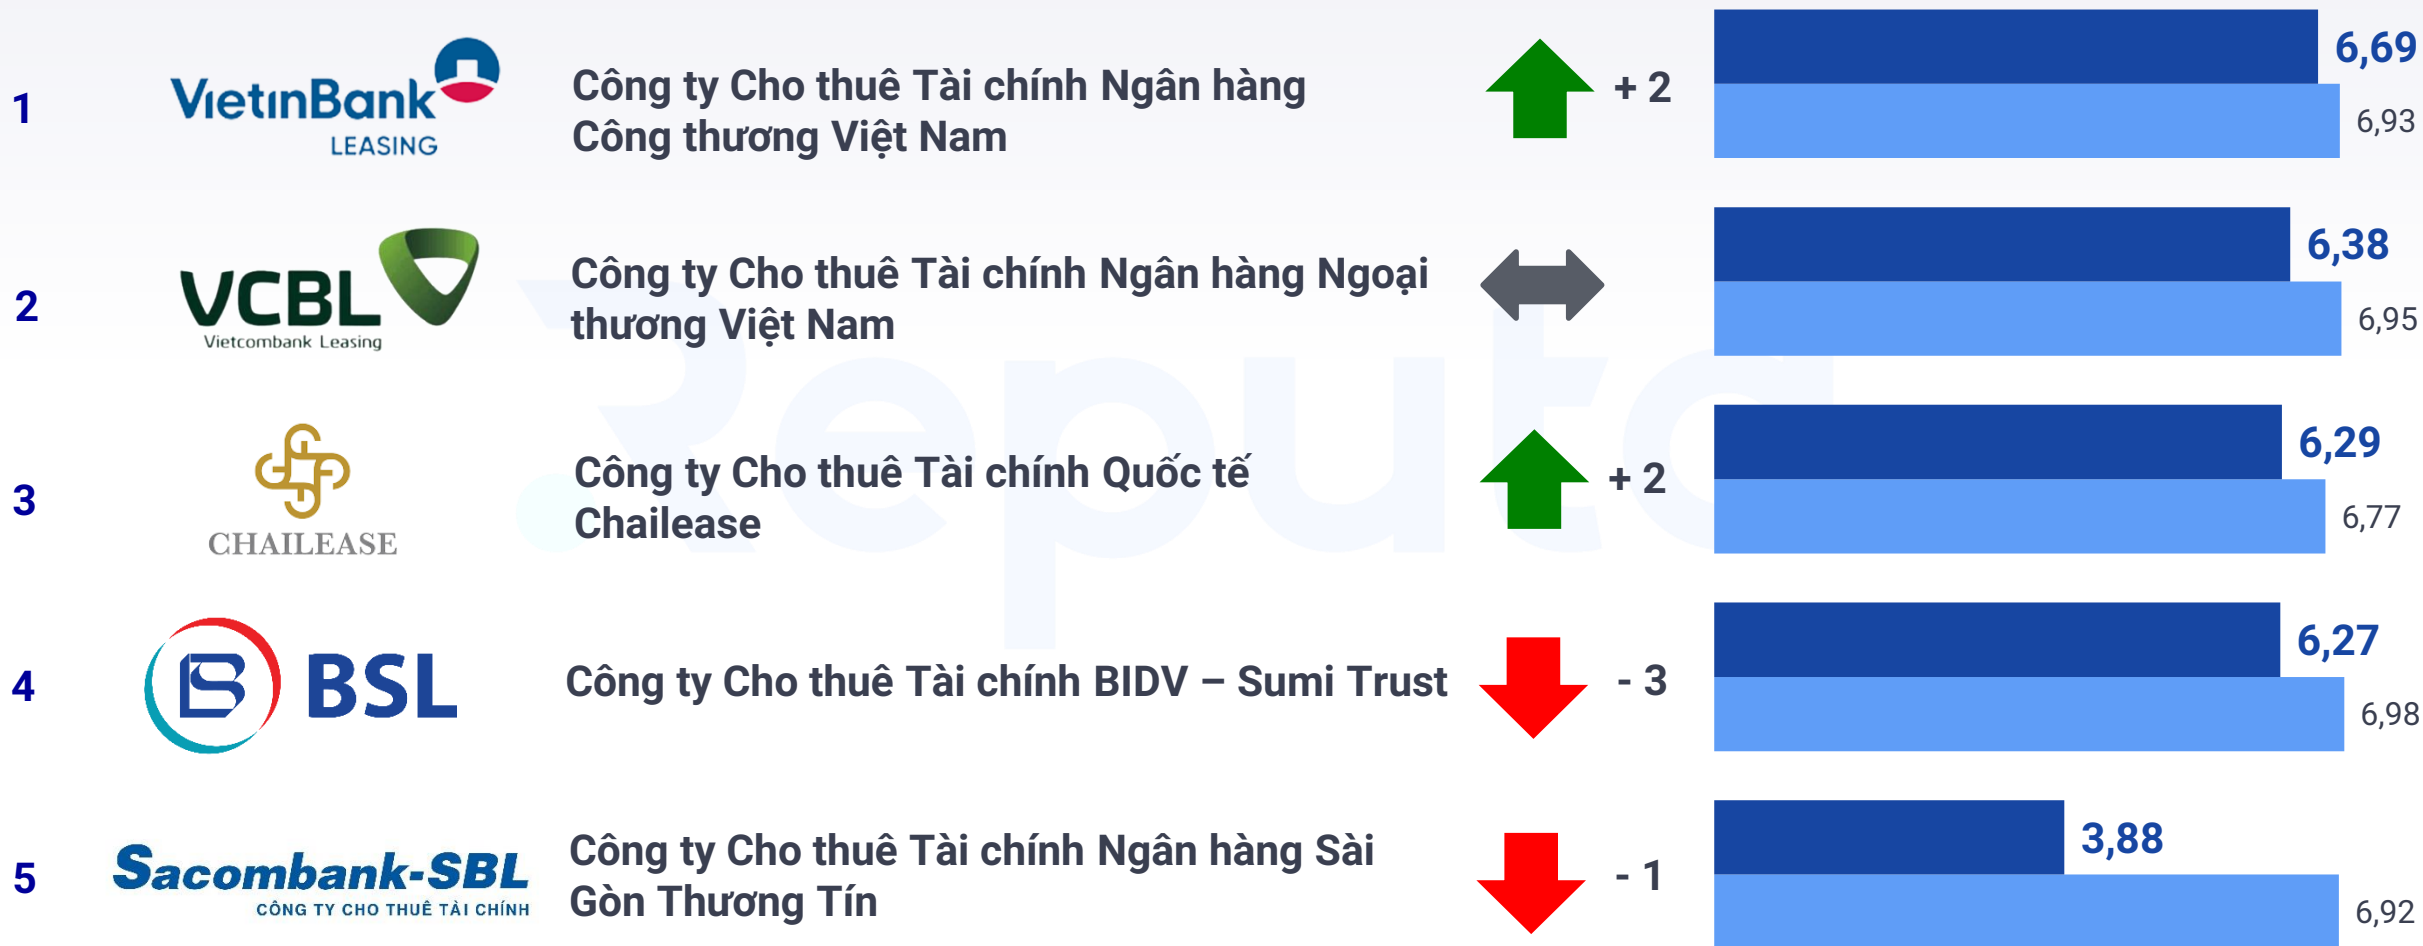 1
VietinBank
LEASING
Công ty Cho thuê Tài chính Ngân hàng
Công thương Việt Nam
+ 2
6,69
6,93
2
VCBL
Vietcombank Leasing
Công ty Cho thuê Tài chính Ngân hàng Ngoại
thương Việt Nam
6,38
6,95
3
CHAILEASE
Công ty Cho thuê Tài chính Quốc tế
Chailease
+ 2
6,29
6,77
4
BSL
Công ty Cho thuê Tài chính BIDV – Sumi Trust
- 3
6,27
6,98
5
Sacombank-SBL
CÔNG TY CHO THUÊ TÀI CHÍNH
Công ty Cho thuê Tài chính Ngân hàng Sài
Gòn Thương Tín
- 1
3,88
6,92
Reputa